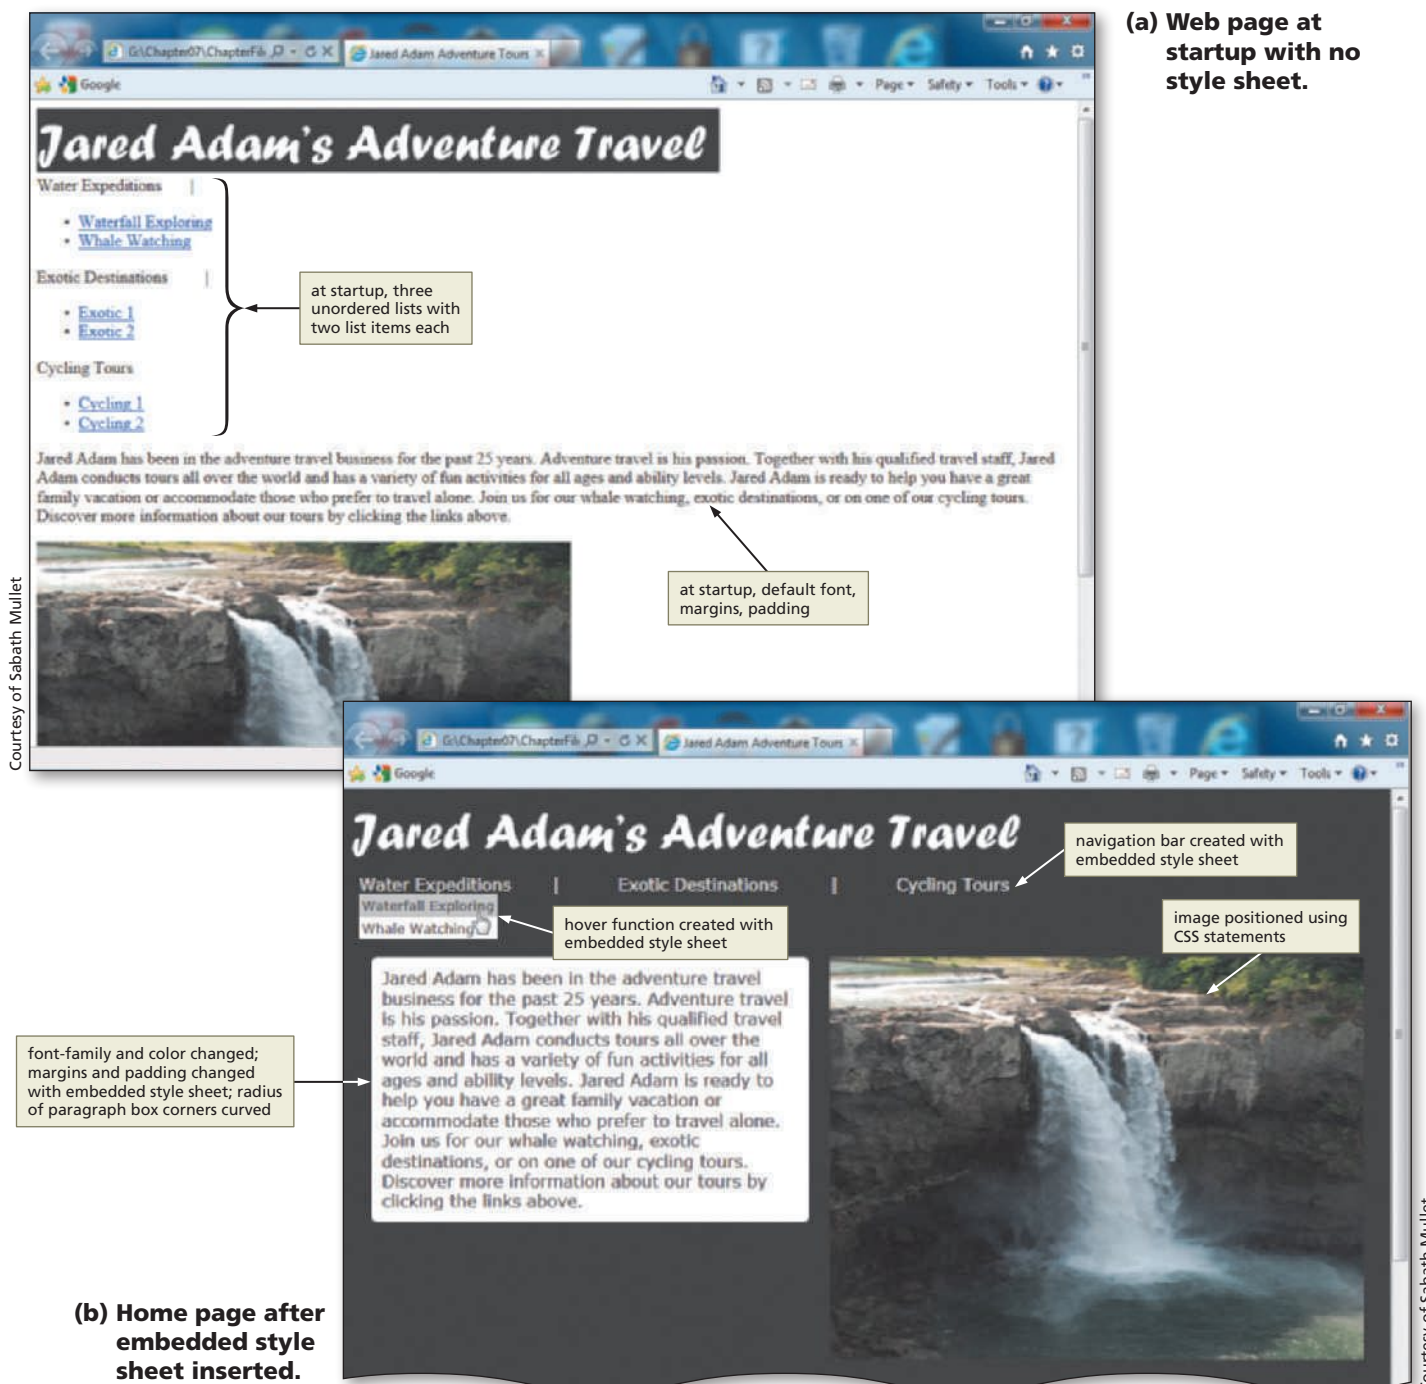 (a) Web page at
startup with no
style sheet.
G:\Chapter07\ChapterFil
Jared Adam Adventure Tours
Google
Page
Safety
Tools
Jared Adam's Adventure Travel
Water Expeditions |
• Waterfall Exploring
• Whale Watching
Exotic Destinations |
• Exotic 1
• Exotic 2
Cycling Tours
• Cycling 1
• Cycling 2
at startup, three
unordered lists with
two list items each
Jared Adam has been in the adventure travel business for the past 25 years. Adventure travel is his passion. Together with his qualified travel staff, Jared
Adam conducts tours all over the world and has a variety of fun activities for all ages and ability levels. Jared Adam is ready to help you have a great
family vacation or accommodate those who prefer to travel alone. Join us for our whale watching, exotic destinations, or on one of our cycling tours.
Discover more information about our tours by clicking the links above.
at startup, default font,
margins, padding
Courtesy of Sabath Mullet
G:\Chapter07\ChapterFil
Jared Adam Adventure Tours
Google
Page
Safety
Tools
Jared Adam's Adventure Travel
navigation bar created with
embedded style sheet
Water Expeditions | Exotic Destinations | Cycling Tours
Waterfall Exploring
Whale Watching
hover function created with
embedded style sheet
image positioned using
CSS statements
Jared Adam has been in the adventure travel
business for the past 25 years. Adventure travel
is his passion. Together with his qualified travel
staff, Jared Adam conducts tours all over the
world and has a variety of fun activities for all
ages and ability levels. Jared Adam is ready to
help you have a great family vacation or
accommodate those who prefer to travel alone.
Join us for our whale watching, exotic
destinations, or on one of our cycling tours.
Discover more information about our tours by
clicking the links above.
font-family and color changed;
margins and padding changed
with embedded style sheet; radius
of paragraph box corners curved
(b) Home page after
embedded style
sheet inserted.
Courtesy of Sabath Mullet